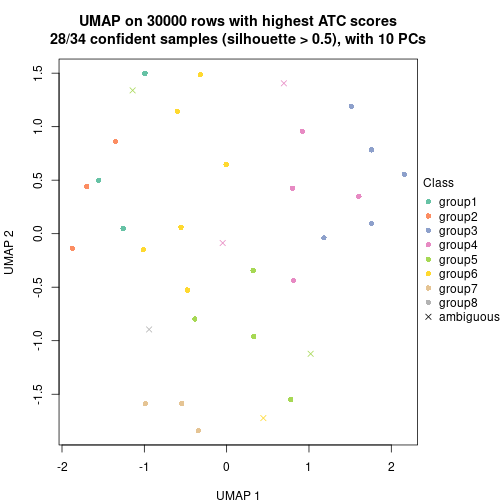 UMAP on 30000 rows with highest ATC scores
28/34 confident samples (silhouette > 0.5), with 10 PCs
1.5
1.0
0.5
0.0
-0.5
-1.0
-1.5
UMAP 2
-2
-1
0
1
2
UMAP 1
Class
group1
group2
group3
group4
group5
group6
group7
group8
ambiguous